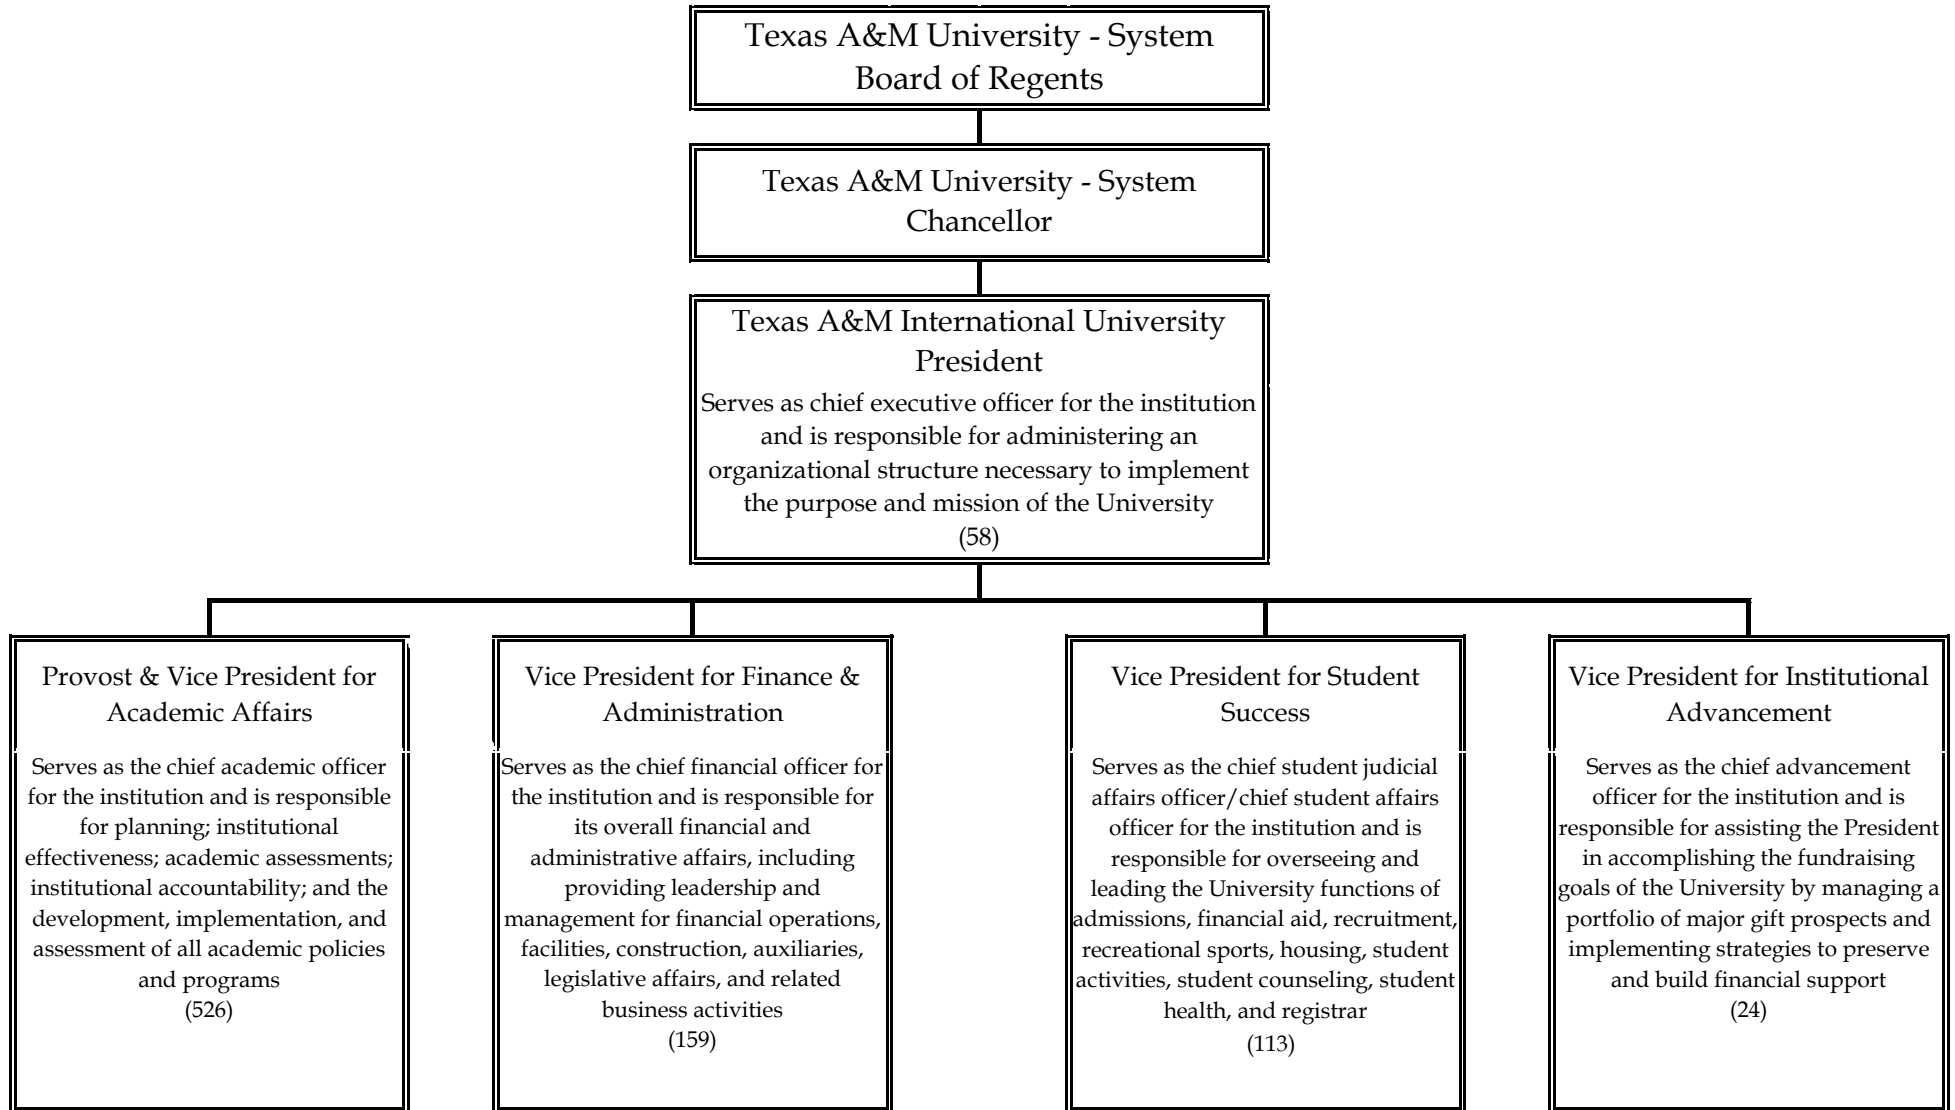 Texas A&M University - System
Board of Regents
Texas A&M University - System
Chancellor
Texas A&M International University
President
Serves as chief executive officer for the institution
and is responsible for administering an
organizational structure necessary to implement
the purpose and mission of the University
(58)
Provost & Vice President for
Academic Affairs
Serves as the chief academic officer
for the institution and is responsible
for planning; institutional
effectiveness; academic assessments;
institutional accountability; and the
development, implementation, and
assessment of all academic policies
and programs
(526)
Vice President for Finance &
Administration
Serves as the chief financial officer for
the institution and is responsible for
its overall financial and
administrative affairs, including
providing leadership and
management for financial operations,
facilities, construction, auxiliaries,
legislative affairs, and related
business activities
(159)
Vice President for Student
Success
Serves as the chief student judicial
affairs officer/chief student affairs
officer for the institution and is
responsible for overseeing and
leading the University functions of
admissions, financial aid, recruitment,
recreational sports, housing, student
activities, student counseling, student
health, and registrar
(113)
Vice President for Institutional
Advancement
Serves as the chief advancement
officer for the institution and is
responsible for assisting the President
in accomplishing the fundraising
goals of the University by managing a
portfolio of major gift prospects and
implementing strategies to preserve
and build financial support
(24)